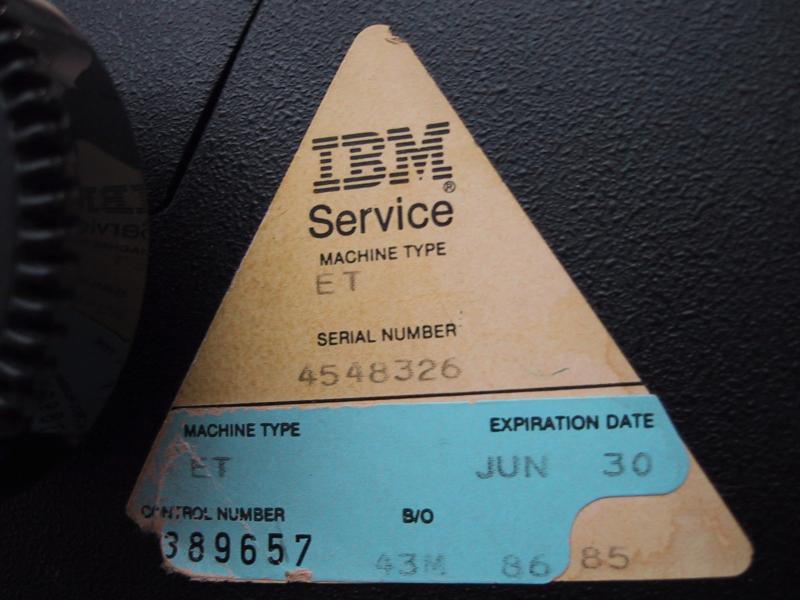 IBM®
Service
MACHINE TYPE
ET
SERIAL NUMBER
4548326
MACHINE TYPE EXPIRATION DATE
ET JUN 30
CONTROL NUMBER B/O
389657 43M 86 85